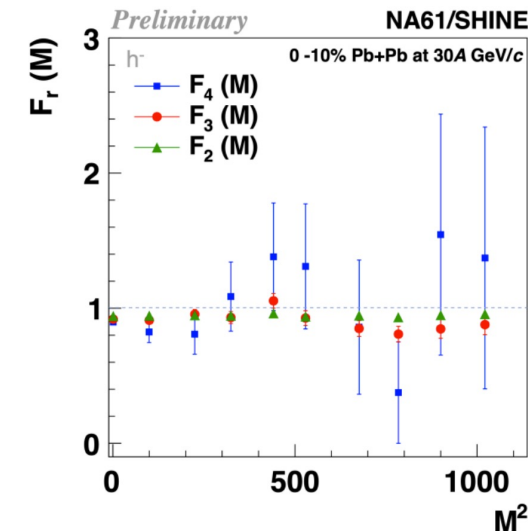 Preliminary NA61/SHINE
0 -10% Pb+Pb at 30A GeV/c
h⁻
F₄ (M)
F₃ (M)
F₂ (M)
Fᵣ (M)
3
2
1
0
0 500 1000
M²